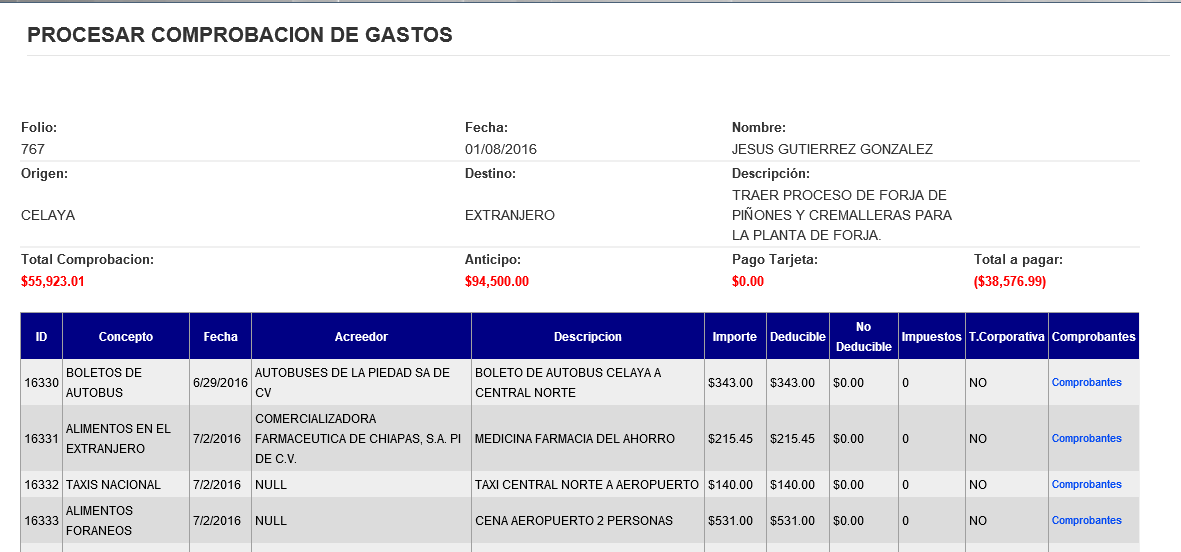 PROCESAR COMPROBACION DE GASTOS
Folio: Fecha: Nombre:
767 01/08/2016 JESUS GUTIERREZ GONZALEZ
Origen: Destino: Descripción:
CELAYA EXTRANJERO TRAER PROCESO DE FORJA DE
PIÑONES Y CREMALLERAS PARA
LA PLANTA DE FORJA.
Total Comprobacion: Anticipo: Pago Tarjeta: Total a pagar:
$55,923.01 $94,500.00 $0.00 ($38,576.99)
ID Concepto Fecha Acreedor Descripcion Importe Deducible No Deducible Impuestos T.Corporativa Comprobantes
16330 BOLETOS DE AUTOBUS 6/29/2016 AUTOBUSES DE LA PIEDAD SA DE CV BOLETO DE AUTOBUS CELAYA A CENTRAL NORTE $343.00 $343.00 $0.00 0 NO Comprobantes
16331 ALIMENTOS EN EL EXTRANJERO 7/2/2016 COMERCIALIZADORA FARMACEUTICA DE CHIAPAS, S.A. PI DE C.V. MEDICINA FARMACIA DEL AHORRO $215.45 $215.45 $0.00 0 NO Comprobantes
16332 TAXIS NACIONAL 7/2/2016 NULL TAXI CENTRAL NORTE A AEROPUERTO $140.00 $140.00 $0.00 0 NO Comprobantes
16333 ALIMENTOS FORANEOS 7/2/2016 NULL CENA AEROPUERTO 2 PERSONAS $531.00 $531.00 $0.00 0 NO Comprobantes